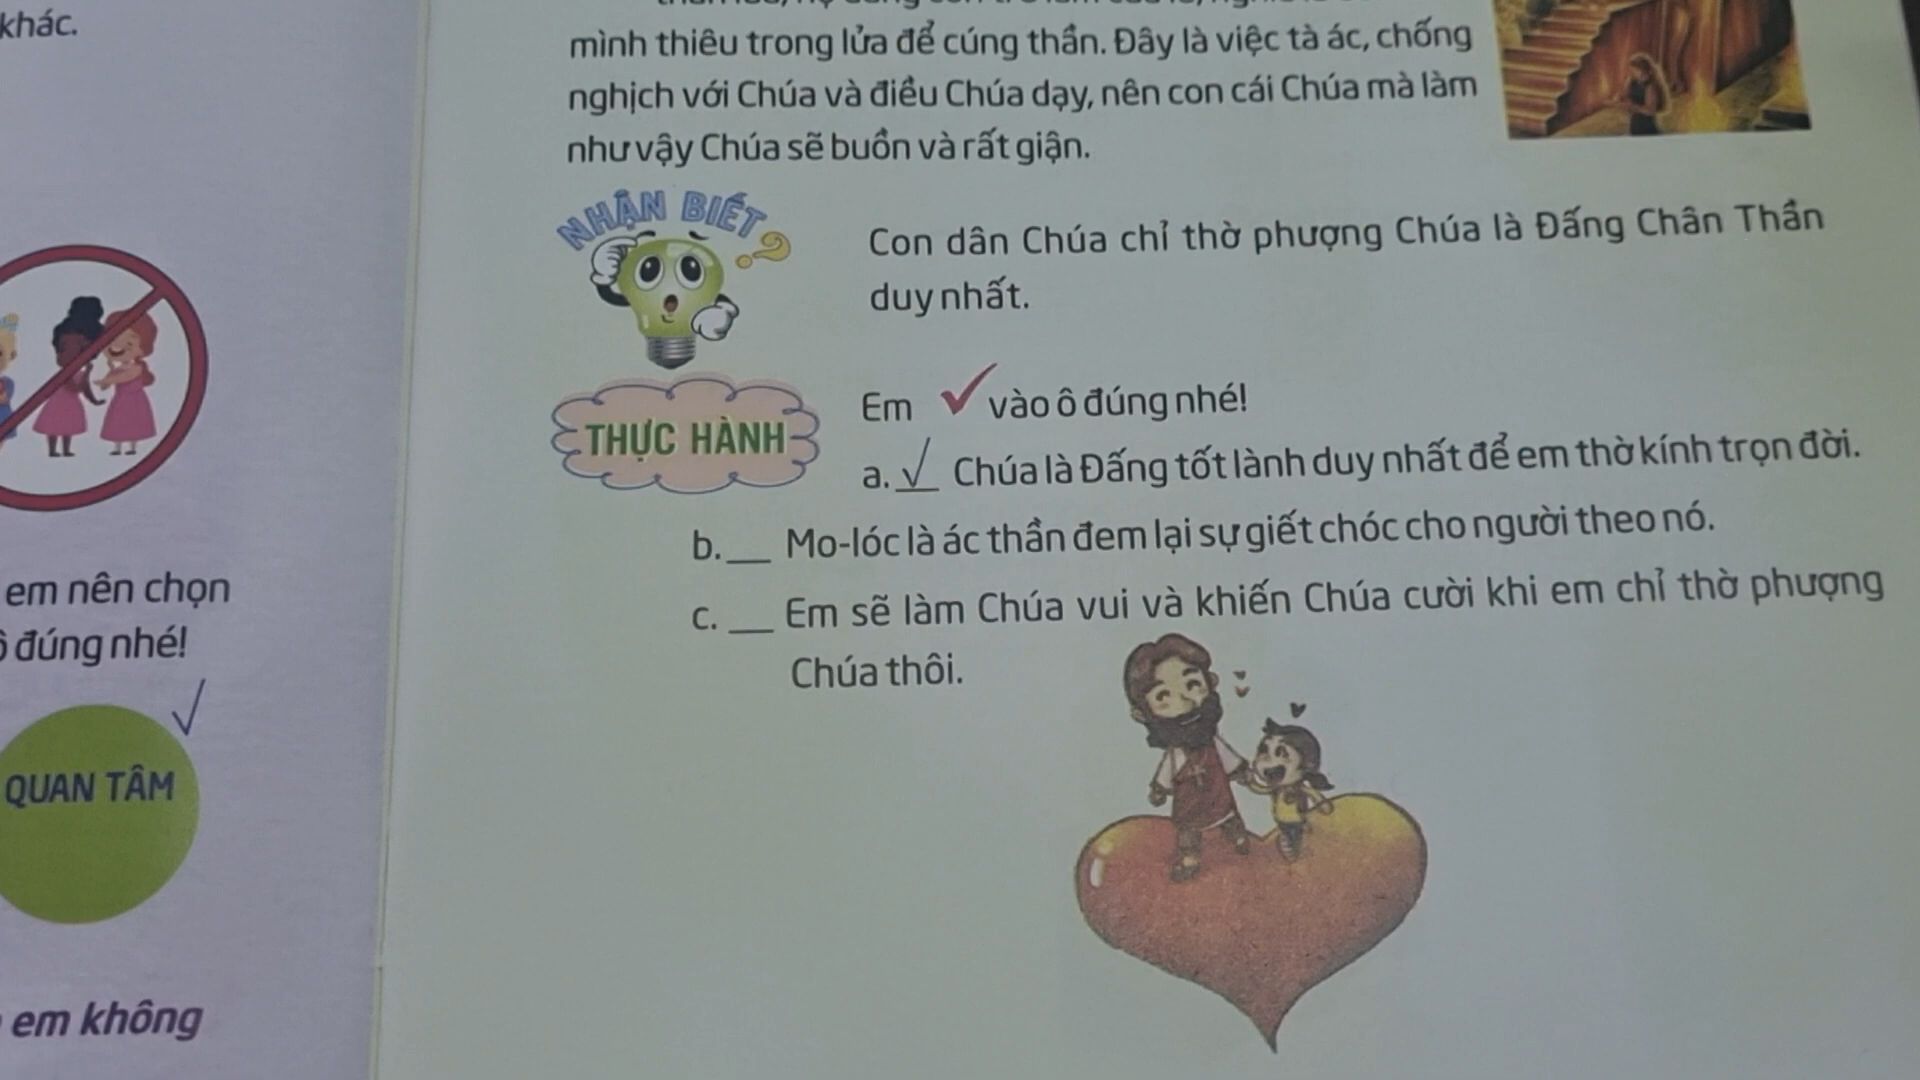 khác.
em nên chọn
đúng nhé!
QUAN TÂM
em không
mình thiêu trong lửa để cúng thần. Đây là việc tà ác, chống
nghịch với Chúa và điều Chúa dạy, nên con cái Chúa mà làm
như vậy Chúa sẽ buồn và rất giận.
NHẬN BIẾT?
Con dân Chúa chỉ thờ phượng Chúa là Đấng Chân Thần
duy nhất.
THỰC HÀNH
Em ✓ vào ô đúng nhé!
a. √ Chúa là Đấng tốt lành duy nhất để em thờ kính trọn đời.
b. __ Mo-lóc là ác thần đem lại sự giết chóc cho người theo nó.
c. __ Em sẽ làm Chúa vui và khiến Chúa cười khi em chỉ thờ phượng
Chúa thôi.